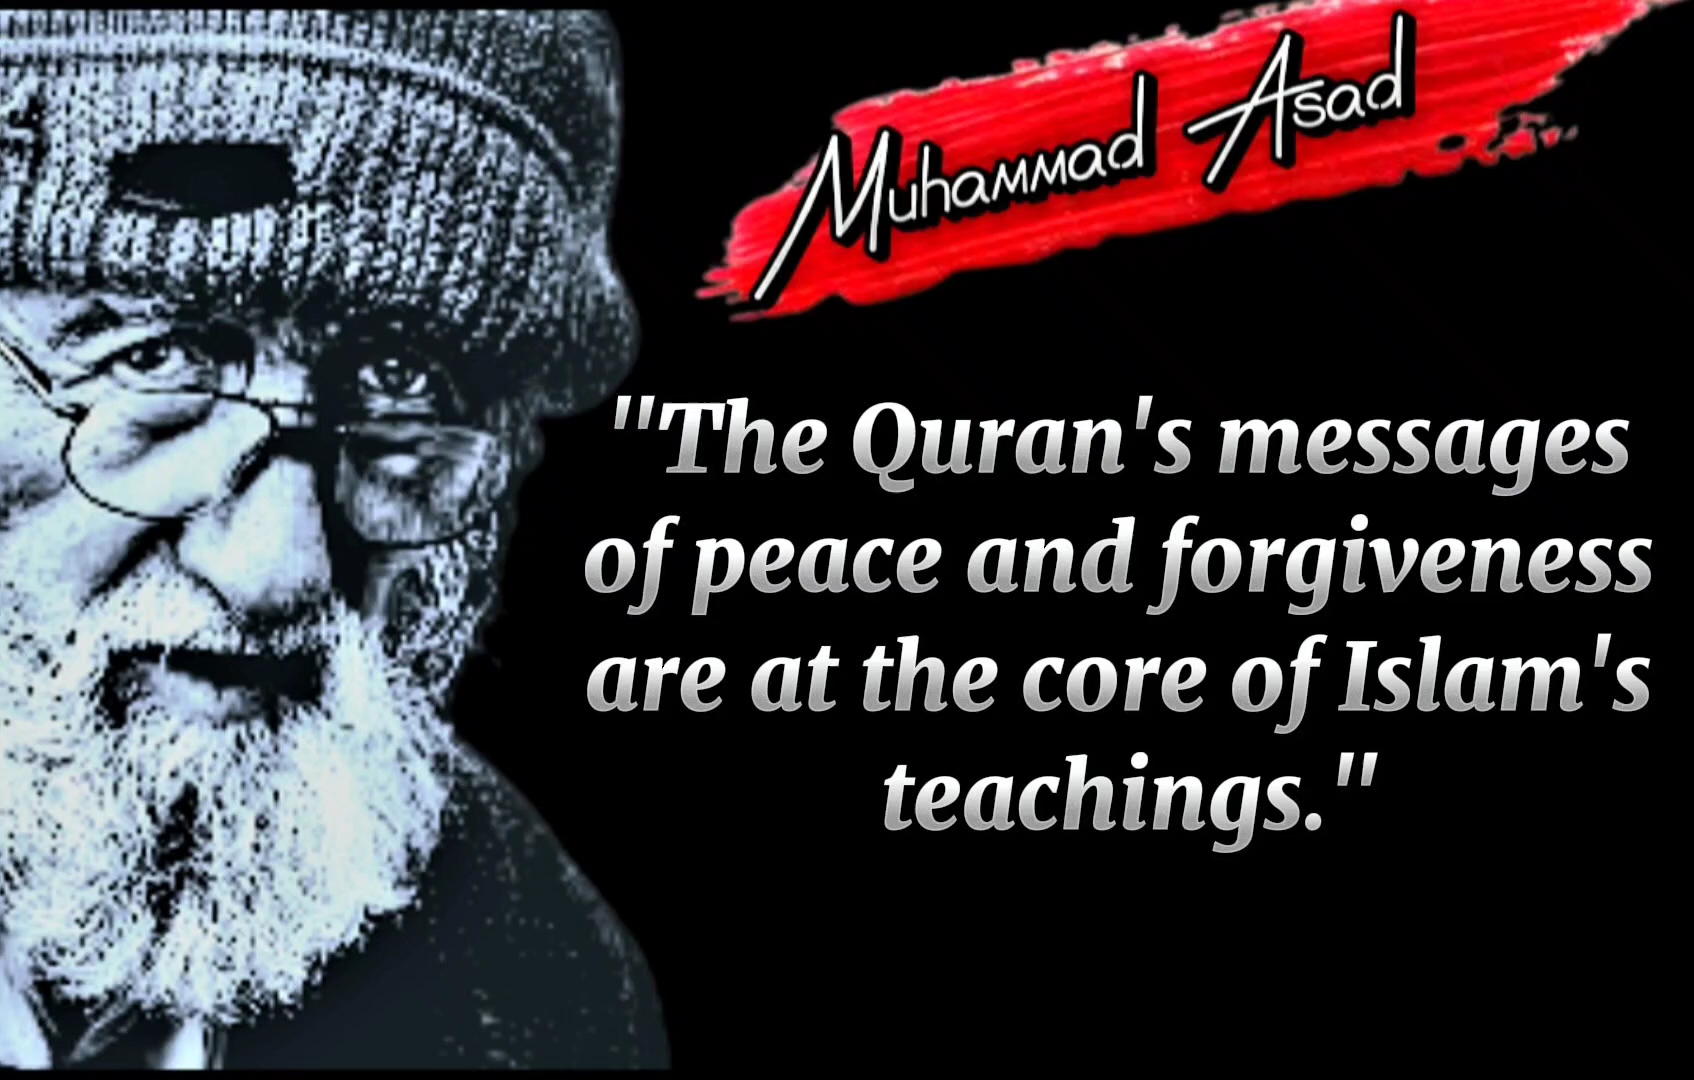 Muhammad Asad
"The Quran's messages
of peace and forgiveness
are at the core of Islam's
teachings."